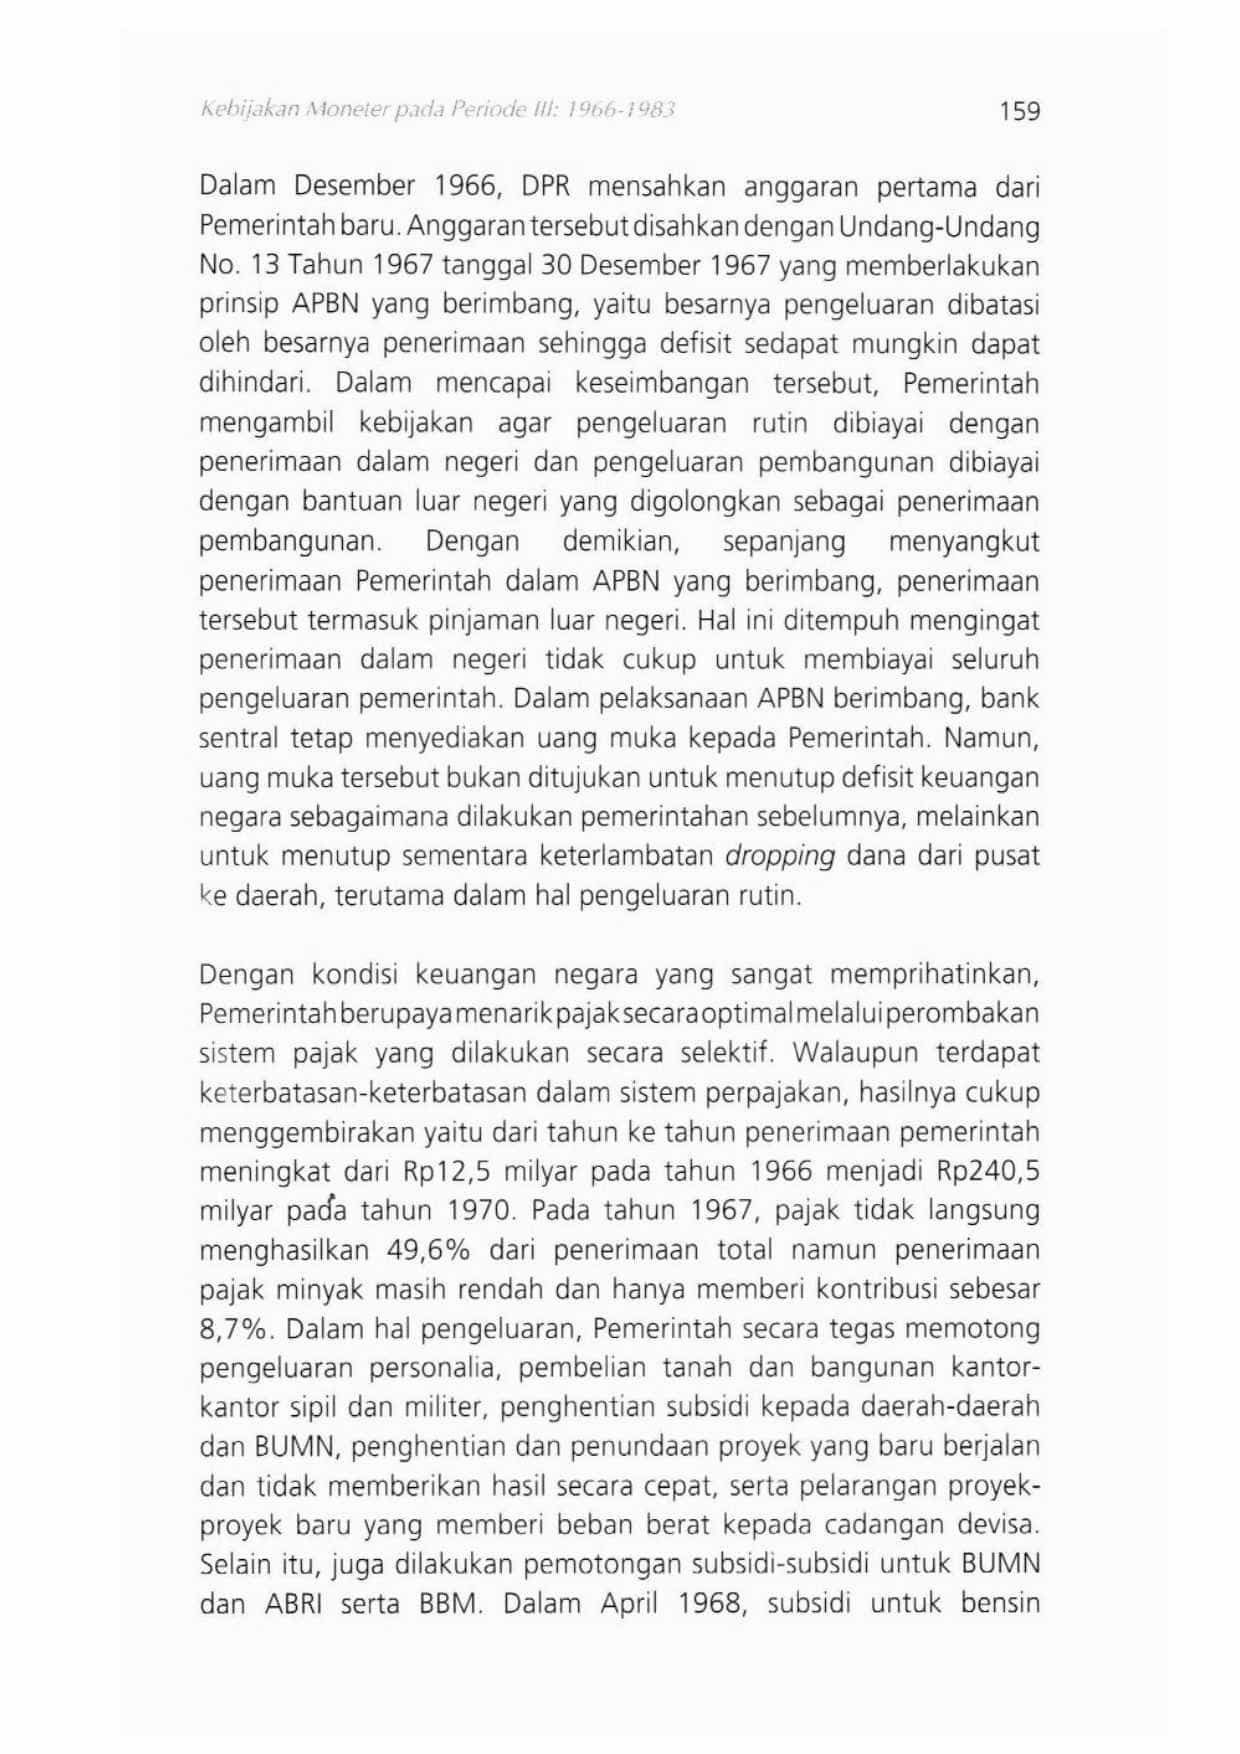 Kebijakan Moneter pada Periode III: 1966-1983 159
Dalam Desember 1966, DPR mensahkan anggaran pertama dari
Pemerintah baru. Anggaran tersebut disahkan dengan Undang-Undang
No. 13 Tahun 1967 tanggal 30 Desember 1967 yang memberlakukan
prinsip APBN yang berimbang, yaitu besarnya pengeluaran dibatasi
oleh besarnya penerimaan sehingga defisit sedapat mungkin dapat
dihindari. Dalam mencapai keseimbangan tersebut, Pemerintah
mengambil kebijakan agar pengeluaran rutin dibiayai dengan
penerimaan dalam negeri dan pengeluaran pembangunan dibiayai
dengan bantuan luar negeri yang digolongkan sebagai penerimaan
pembangunan. Dengan demikian, sepanjang menyangkut
penerimaan Pemerintah dalam APBN yang berimbang, penerimaan
tersebut termasuk pinjaman luar negeri. Hal ini ditempuh mengingat
penerimaan dalam negeri tidak cukup untuk membiayai seluruh
pengeluaran pemerintah. Dalam pelaksanaan APBN berimbang, bank
sentral tetap menyediakan uang muka kepada Pemerintah. Namun,
uang muka tersebut bukan ditujukan untuk menutup defisit keuangan
negara sebagaimana dilakukan pemerintahan sebelumnya, melainkan
untuk menutup sementara keterlambatan dropping dana dari pusat
ke daerah, terutama dalam hal pengeluaran rutin.
Dengan kondisi keuangan negara yang sangat memprihatinkan,
Pemerintah berupaya menarik pajak secara optimal melalui perombakan
sistem pajak yang dilakukan secara selektif. Walaupun terdapat
keterbatasan-keterbatasan dalam sistem perpajakan, hasilnya cukup
menggembirakan yaitu dari tahun ke tahun penerimaan pemerintah
meningkat dari Rp12,5 milyar pada tahun 1966 menjadi Rp240,5
milyar pada tahun 1970. Pada tahun 1967, pajak tidak langsung
menghasilkan 49,6% dari penerimaan total namun penerimaan
pajak minyak masih rendah dan hanya memberi kontribusi sebesar
8,7%. Dalam hal pengeluaran, Pemerintah secara tegas memotong
pengeluaran personalia, pembelian tanah dan bangunan kantor-
kantor sipil dan militer, penghentian subsidi kepada daerah-daerah
dan BUMN, penghentian dan penundaan proyek yang baru berjalan
dan tidak memberikan hasil secara cepat, serta pelarangan proyek-
proyek baru yang memberi beban berat kepada cadangan devisa.
Selain itu, juga dilakukan pemotongan subsidi-subsidi untuk BUMN
dan ABRI serta BBM. Dalam April 1968, subsidi untuk bensin